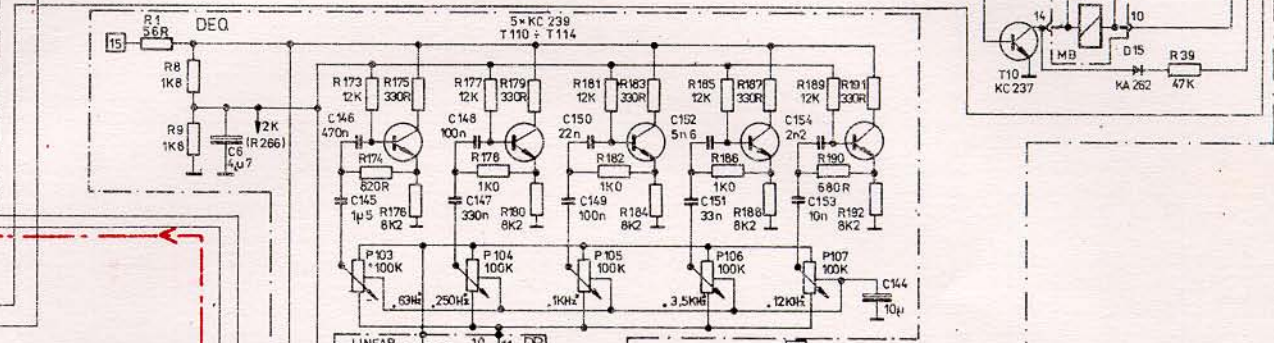 R1
56R
15
DEQ
5×KC 239
T110 ÷ T114
R8
1K8
R9
1K8
C6
4μ7
2K
(R266)
R173
12K
R175
330R
R177
12K
R179
330R
R181
12K
R183
330R
R185
12K
R187
330R
R189
12K
R191
330R
C146
470n
C148
100n
C150
22n
C152
5n6
C154
2n2
R174
820R
R178
1K0
R182
1K0
R186
1K0
R190
680R
C145
1μ5
R176
8K2
C147
330n
R180
8K2
C149
100n
R184
8K2
C151
33n
R188
8K2
C153
10n
R192
8K2
P103
100K
P104
100K
P105
100K
P106
100K
P107
100K
"63Hz"
"250Hz"
"1KHz"
"3,5KHz"
"12KHz"
C144
10μ
LINEAR
10
11
DP
14
10
MB
T10
KC 237
D15
KA 262
R39
47K